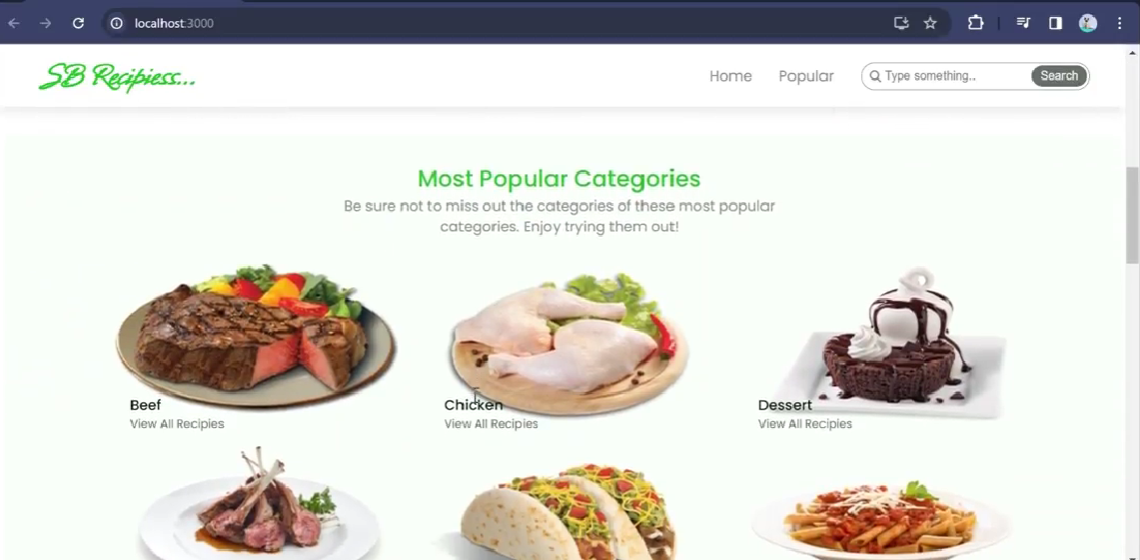 localhost:3000
SB Recipiess...
Home Popular Type something.. Search
Most Popular Categories
Be sure not to miss out the categories of these most popular
categories. Enjoy trying them out!
Beef Chicken Dessert
View All Recipies View All Recipies View All Recipies